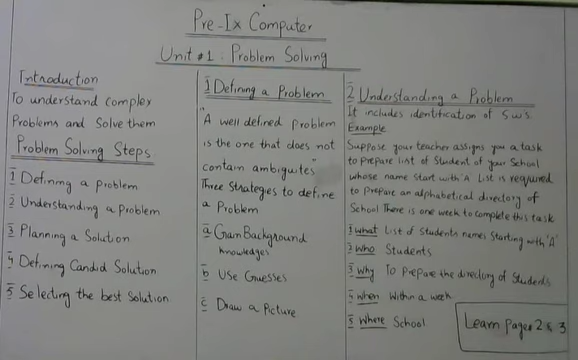 Pre-Ix Computer
Unit #1: Problem Solving
Introduction
To understand complex
Problems and Solve them
Problem Solving Steps
1 Defining a problem
2 Understanding a Problem
3 Planning a Solution
4 Defining Candid Solution
5 Selecting the best Solution
1 Defining a Problem
"A well defined problem
is the one that does not
contain ambiguites"
Three strategies to define
a Problem
a Gain Background
knowledges
b Use Guesses
c Draw a Picture
2 Understanding a Problem
It includes identification of 5 w's
Example
Suppose your teacher assigns you a task
to prepare list of Student of your School
whose name Start with 'A' List is required
to prepare an alphabetical directory of
School There is one week to complete this task
1 what List of Students names Starting with 'A'
2 who Students
3 why To prepare the directory of Students
4 when Within a week
5 Where School
Learn Pages 2 & 3